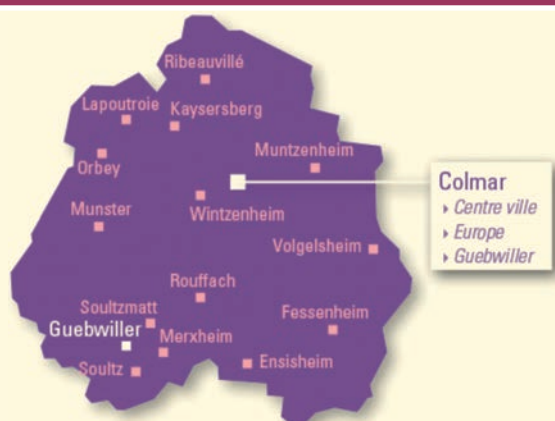 Ribeauvillé
Lapoutroie
Kaysersberg
Muntzenheim
Orbey
Colmar
▸ Centre ville
▸ Europe
▸ Guebwiller
Wintzenheim
Munster
Volgelsheim
Rouffach
Soultzmatt
Fessenheim
Guebwiller
Merxheim
Soultz
Ensisheim